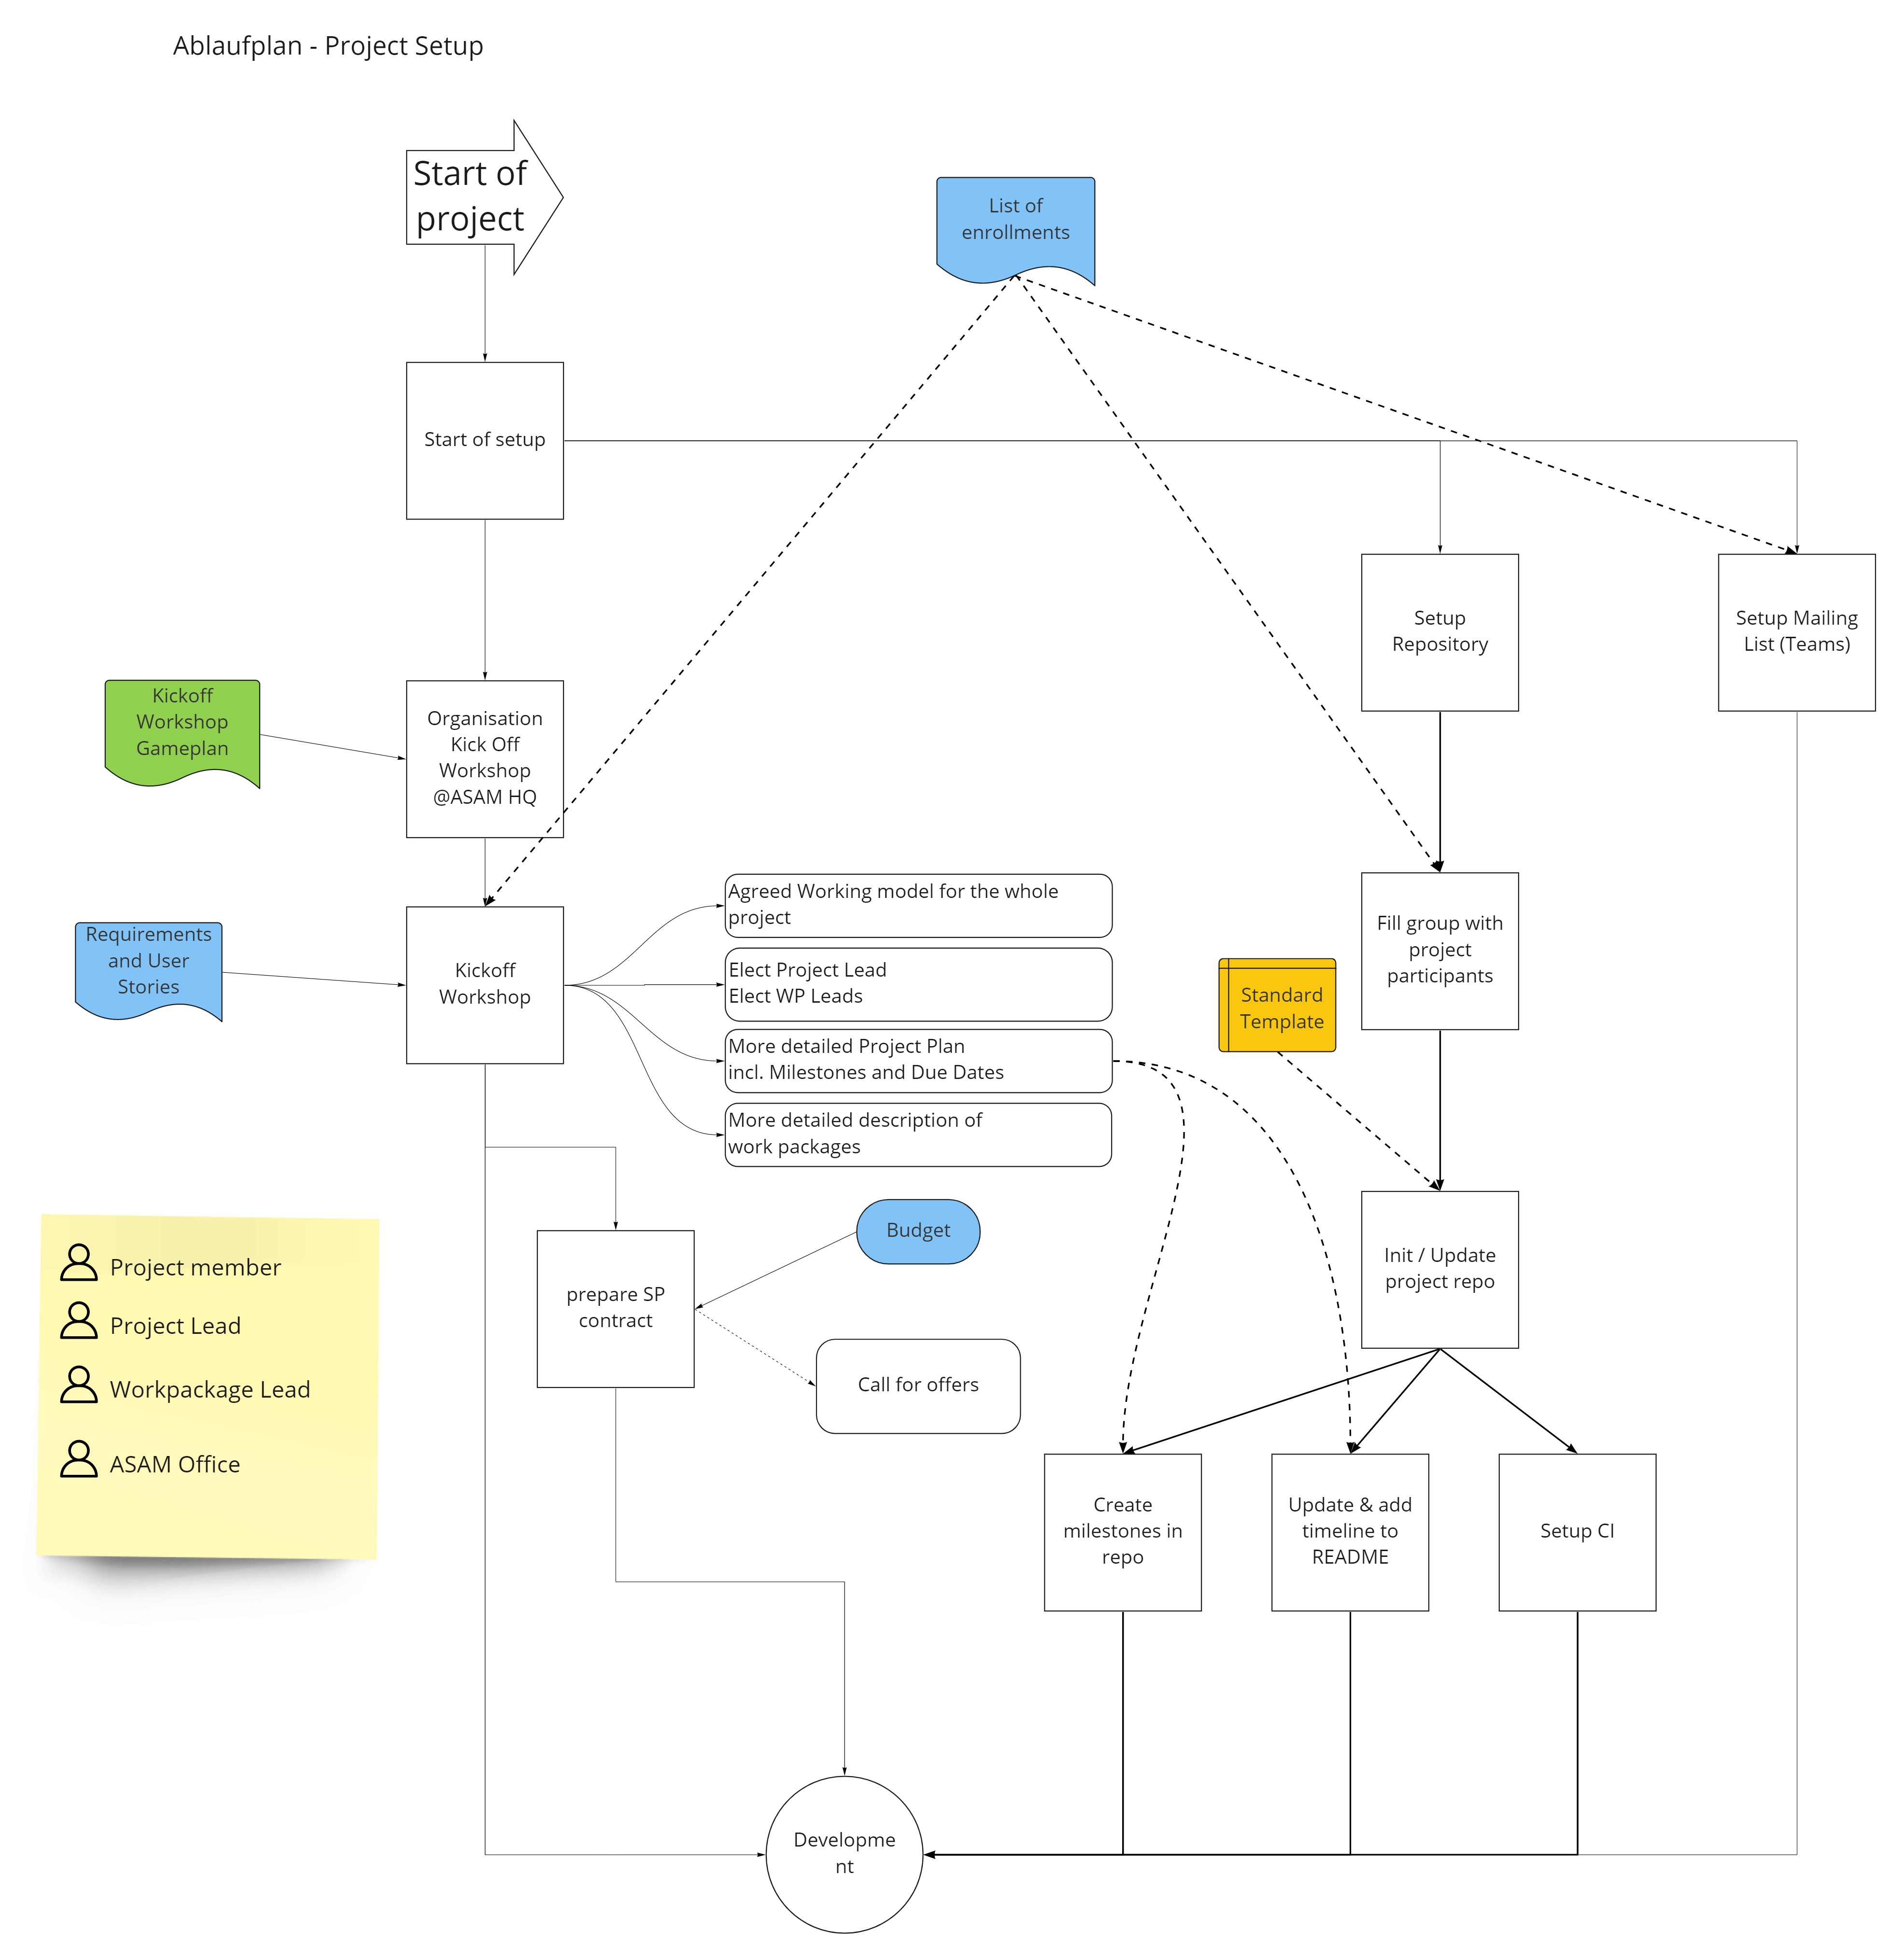 Ablaufplan - Project Setup
Start of
project
List of
enrollments
Start of setup
Setup
Repository
Setup Mailing
List (Teams)
Kickoff
Workshop
Gameplan
Organisation
Kick Off
Workshop
@ASAM HQ
Requirements
and User
Stories
Kickoff
Workshop
Agreed Working model for the whole
project
Elect Project Lead
Elect WP Leads
More detailed Project Plan
incl. Milestones and Due Dates
More detailed description of
work packages
Fill group with
project
participants
Standard
Template
Budget
prepare SP
contract
Call for offers
Init / Update
project repo
Project member
Project Lead
Workpackage Lead
ASAM Office
Create
milestones in
repo
Update & add
timeline to
README
Setup CI
Developme
nt